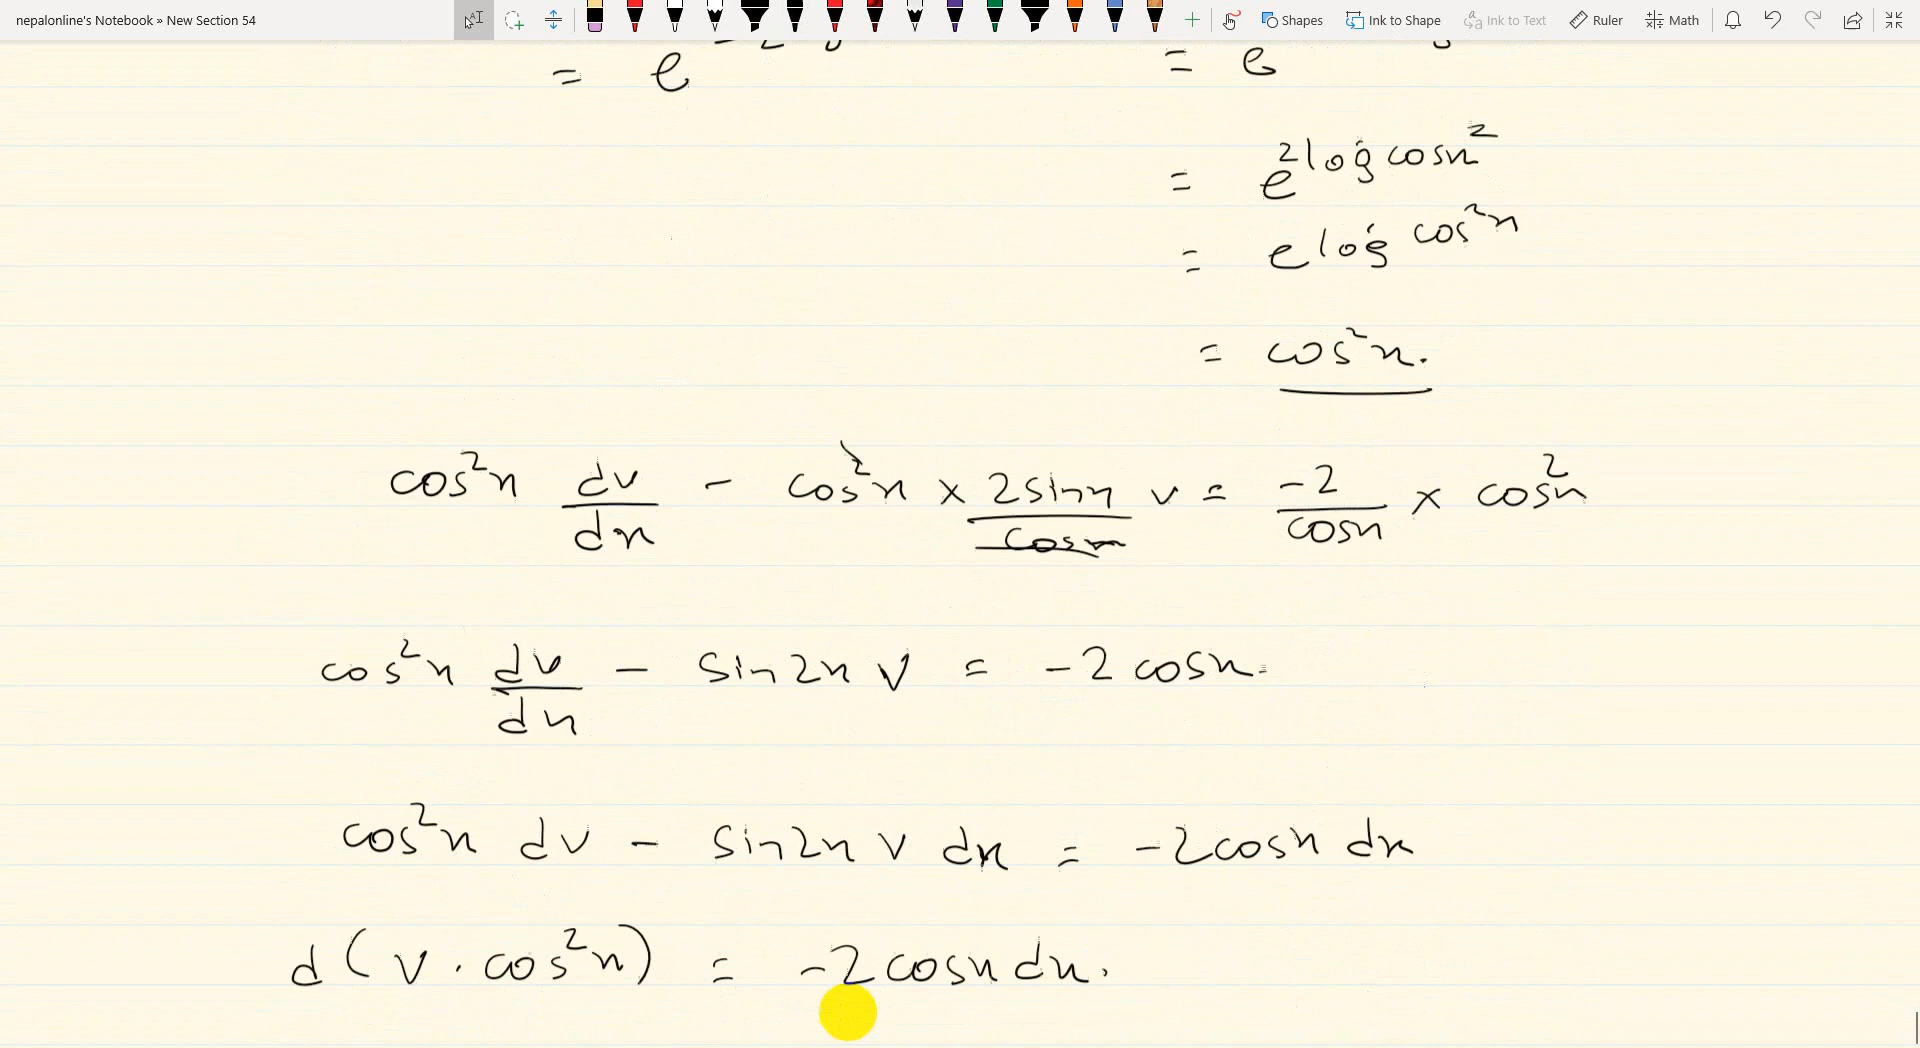 nepalonline's Notebook » New Section 54 Shapes Ink to Shape Ink to Text Ruler Math
= e = e
= e^{2 log cos x^2}
= e log cos²x
= cos²x.
cos²x dv/dx - cos²x × 2sinx/cosx v = -2/cosx × cos²x
cos²x dv/dx - sin2x v = -2 cosx.
cos²x dv - sin2x v dx = -2cosx dx
d(v. cos²x) = -2cosx dx.